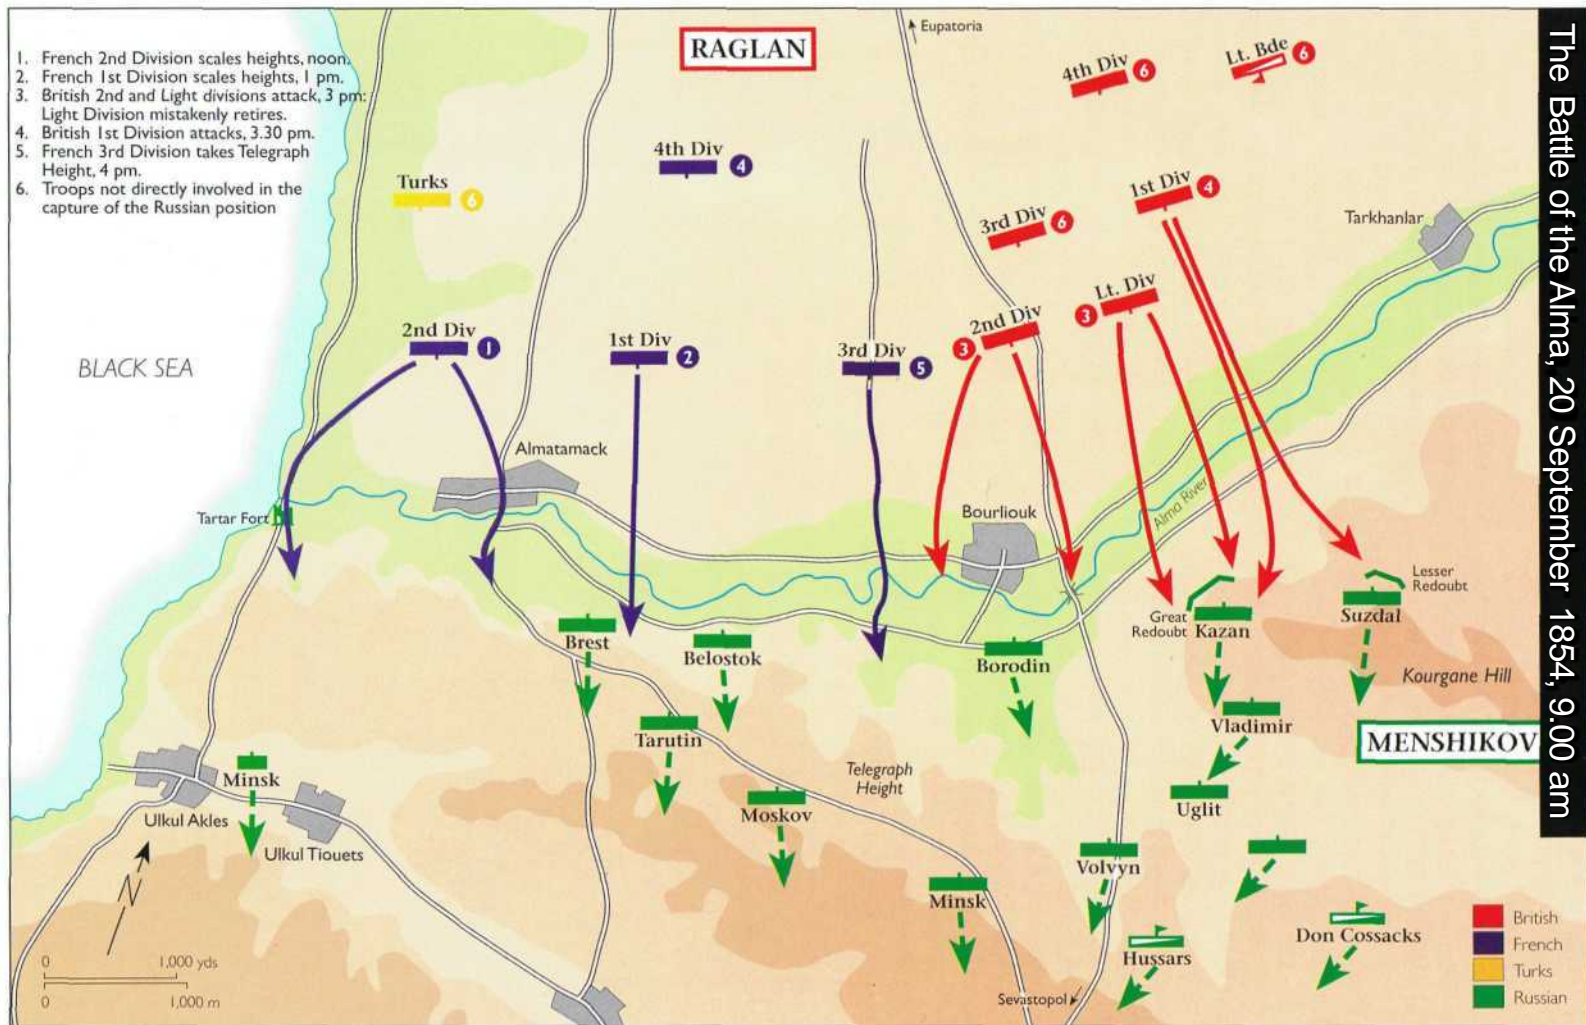 The Battle of the Alma, 20 September 1854, 9.00 am
RAGLAN
Eupatoria
1. French 2nd Division scales heights, noon.
2. French 1st Division scales heights, 1 pm.
3. British 2nd and Light divisions attack, 3 pm:
Light Division mistakenly retires.
4. British 1st Division attacks, 3.30 pm.
5. French 3rd Division takes Telegraph
Height, 4 pm.
6. Troops not directly involved in the
capture of the Russian position
4th Div 6
Lt. Bde 6
4th Div
4
Turks
6
1st Div 4
3rd Div 6
Tarkhanlar
Lt. Div
3
2nd Div
3
2nd Div
1
1st Div
2
3rd Div
5
BLACK SEA
Almatamack
Tartar Fort
Bourliouk
Alma River
Lesser
Redoubt
Great
Redoubt
Kazan
Suzdal
Brest
Belostok
Borodin
Kourgane Hill
Vladimir
MENSHIKOV
Tarutin
Telegraph
Height
Minsk
Moskov
Uglit
Ulkul Akles
Ulkul Tiouets
Volvyn
Minsk
N
Don Cossacks
Hussars
Sevastopol
0 1,000 yds
0 1,000 m
British
French
Turks
Russian